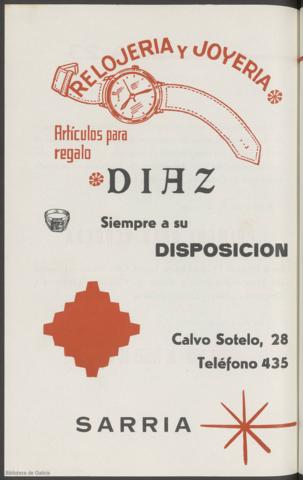 RELOJERIA Y JOYERIA
Artículos para
regalo
DIAZ
Siempre a su
DISPOSICION
Calvo Sotelo, 28
Teléfono 435
SARRIA
Biblioteca de Galicia